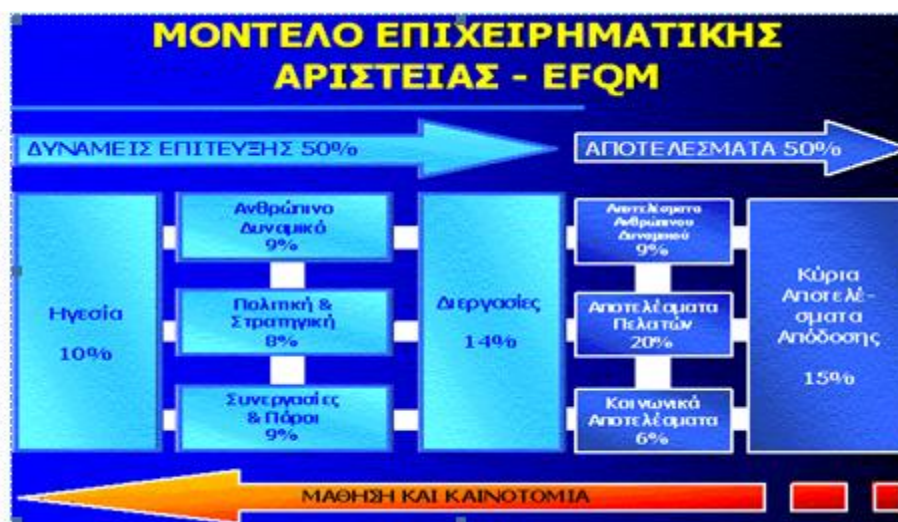 ΜΟΝΤΕΛΟ ΕΠΙΧΕΙΡΗΜΑΤΙΚΗΣ
ΑΡΙΣΤΕΙΑΣ - EFQM
ΔΥΝΑΜΕΙΣ ΕΠΙΤΕΥΞΗΣ 50%
ΑΠΟΤΕΛΕΣΜΑΤΑ 50%
Ηγεσία
10%
Ανθρώπινο
Δυναμικό
9%
Πολιτική &
Στρατηγική
8%
Συνεργασίες
& Πόροι
9%
Διεργασίες
14%
Αποτελέσματα
Ανθρώπινου
Δυναμικού
9%
Αποτελέσματα
Πελατών
20%
Κοινωνικά
Αποτελέσματα
6%
Κύρια
Αποτελέ-
σματα
Απόδοσης
15%
ΜΑΘΗΣΗ ΚΑΙ ΚΑΙΝΟΤΟΜΙΑ